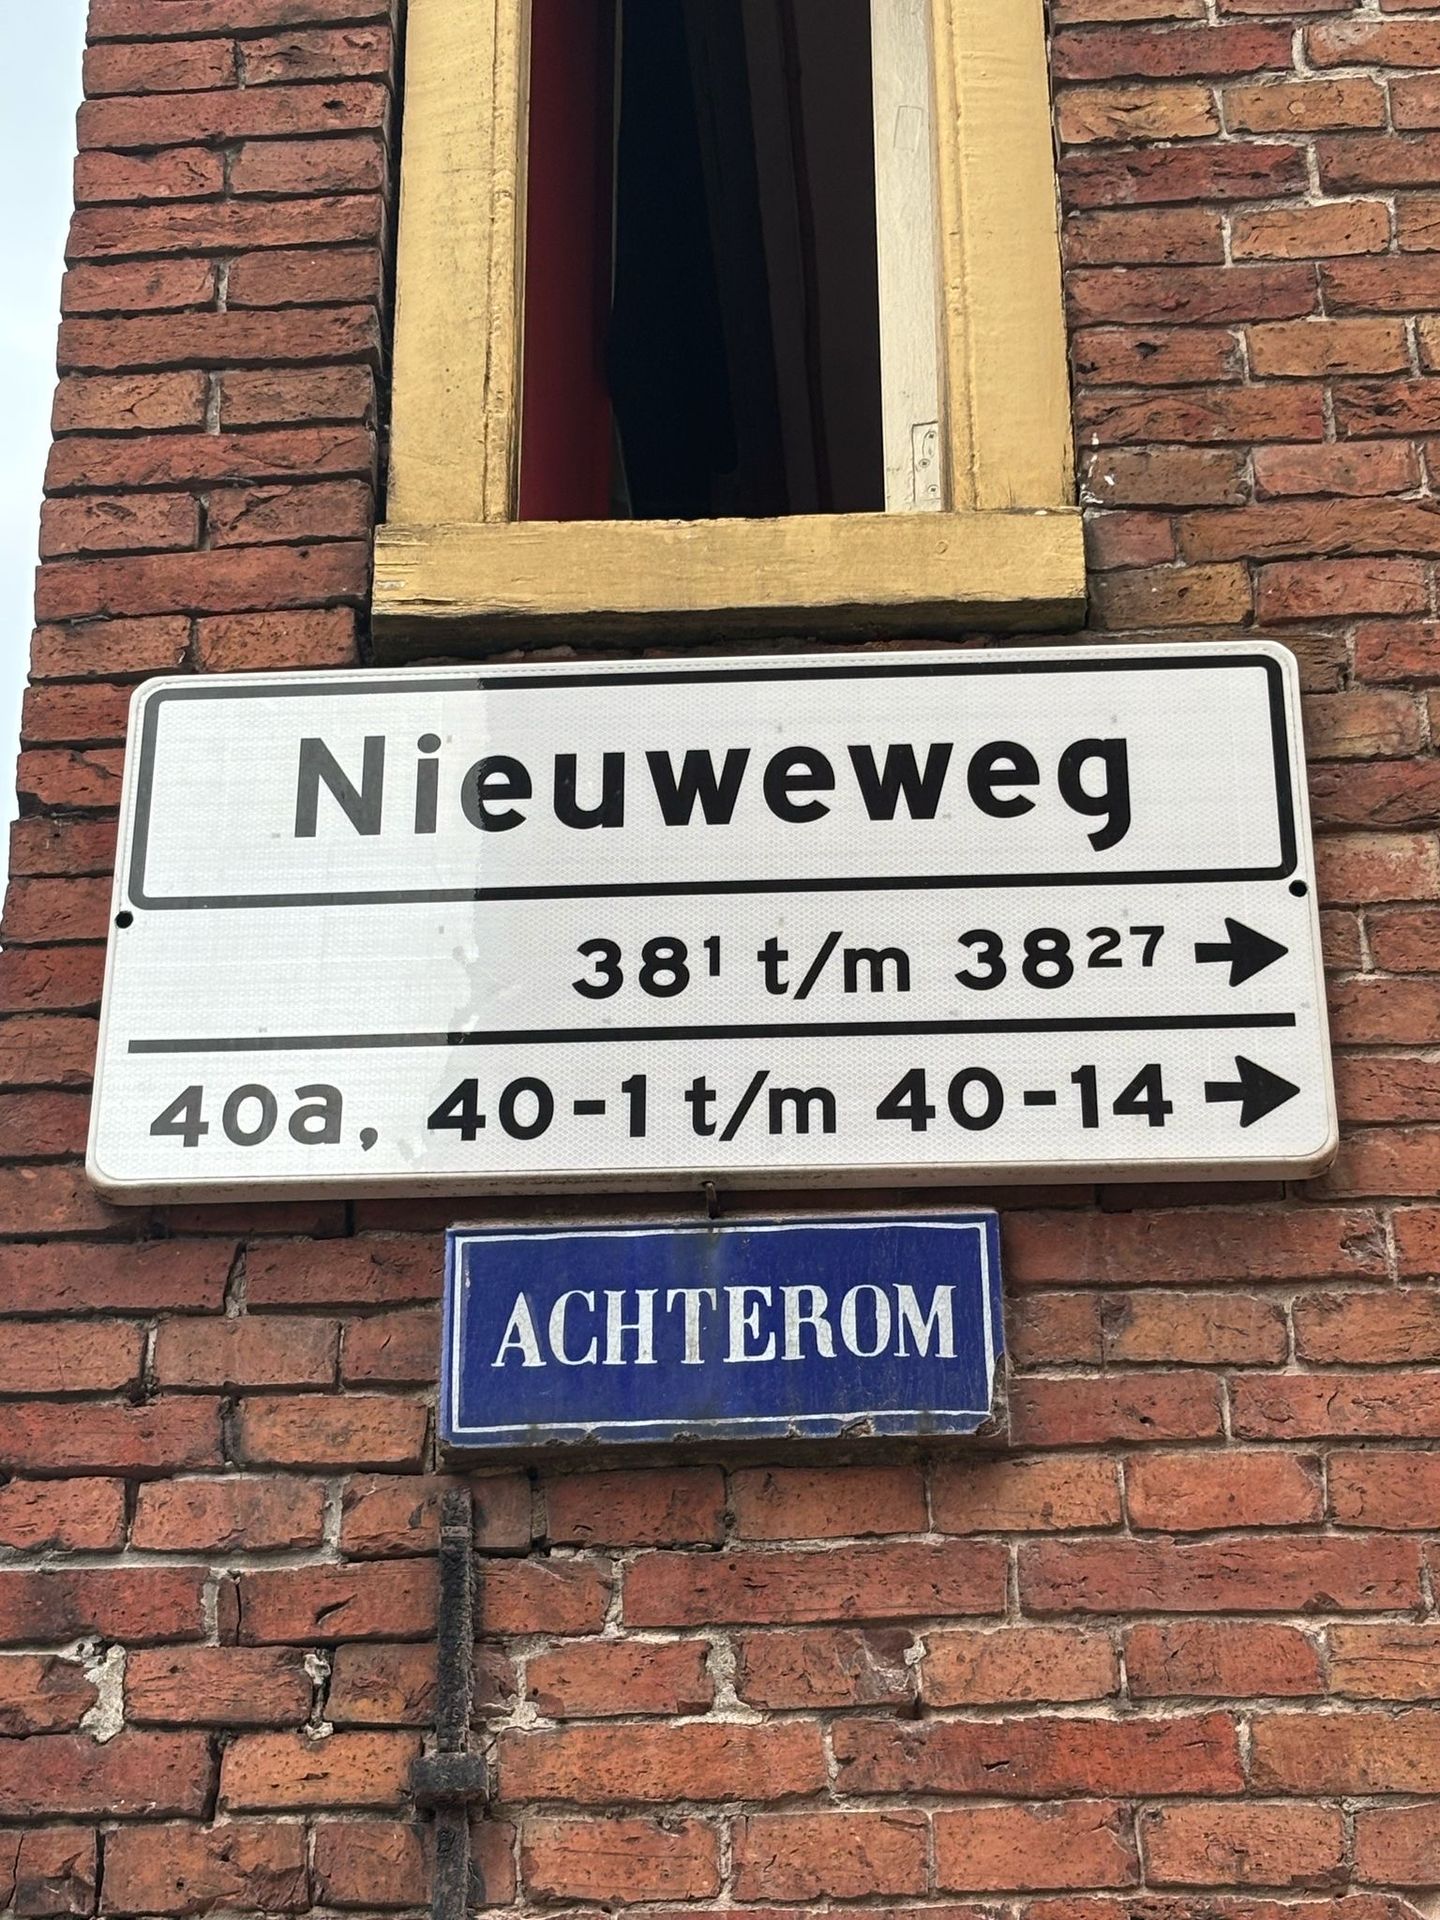 Nieuweweg
38¹ t/m 38²⁷ →
40a, 40-1 t/m 40-14 →
ACHTEROM